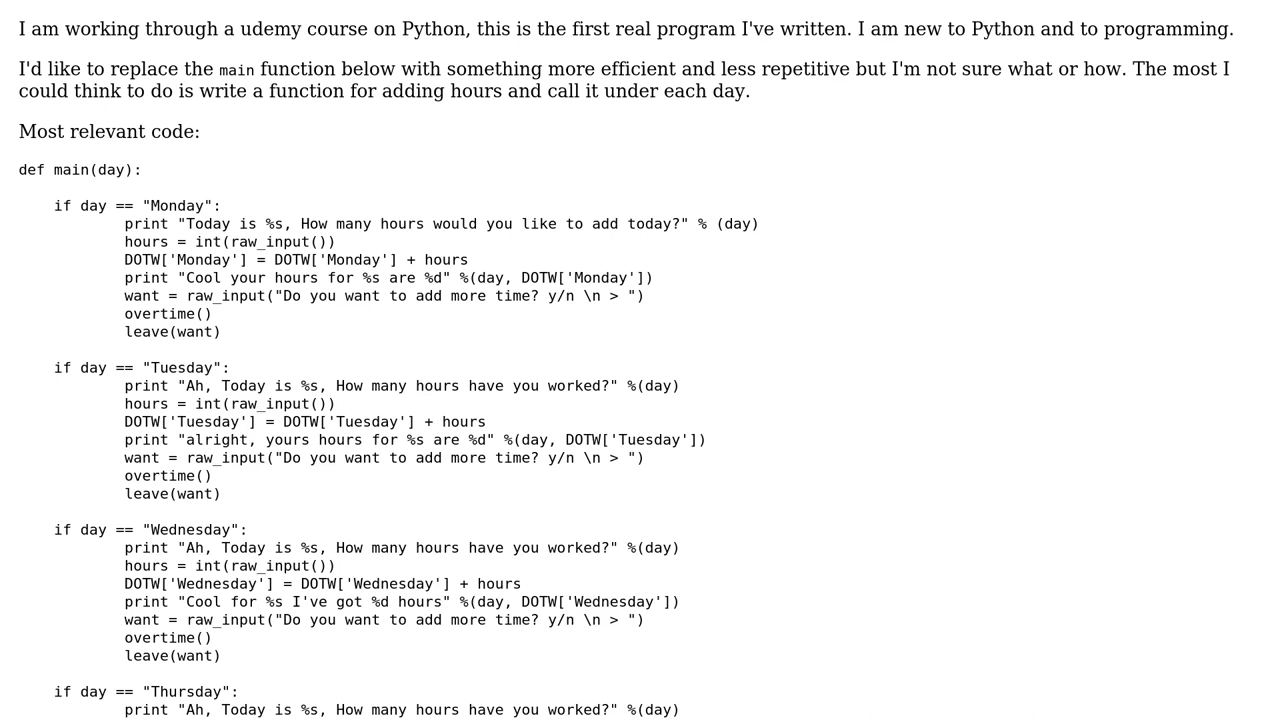 I am working through a udemy course on Python, this is the first real program I've written. I am new to Python and to programming.
I'd like to replace the main function below with something more efficient and less repetitive but I'm not sure what or how. The most I
could think to do is write a function for adding hours and call it under each day.
Most relevant code:
def main(day):
    if day == "Monday":
            print "Today is %s, How many hours would you like to add today?" % (day)
            hours = int(raw_input())
            DOTW['Monday'] = DOTW['Monday'] + hours
            print "Cool your hours for %s are %d" %(day, DOTW['Monday'])
            want = raw_input("Do you want to add more time? y/n \n > ")
            overtime()
            leave(want)
    if day == "Tuesday":
            print "Ah, Today is %s, How many hours have you worked?" %(day)
            hours = int(raw_input())
            DOTW['Tuesday'] = DOTW['Tuesday'] + hours
            print "alright, yours hours for %s are %d" %(day, DOTW['Tuesday'])
            want = raw_input("Do you want to add more time? y/n \n > ")
            overtime()
            leave(want)
    if day == "Wednesday":
            print "Ah, Today is %s, How many hours have you worked?" %(day)
            hours = int(raw_input())
            DOTW['Wednesday'] = DOTW['Wednesday'] + hours
            print "Cool for %s I've got %d hours" %(day, DOTW['Wednesday'])
            want = raw_input("Do you want to add more time? y/n \n > ")
            overtime()
            leave(want)
    if day == "Thursday":
            print "Ah, Today is %s, How many hours have you worked?" %(day)